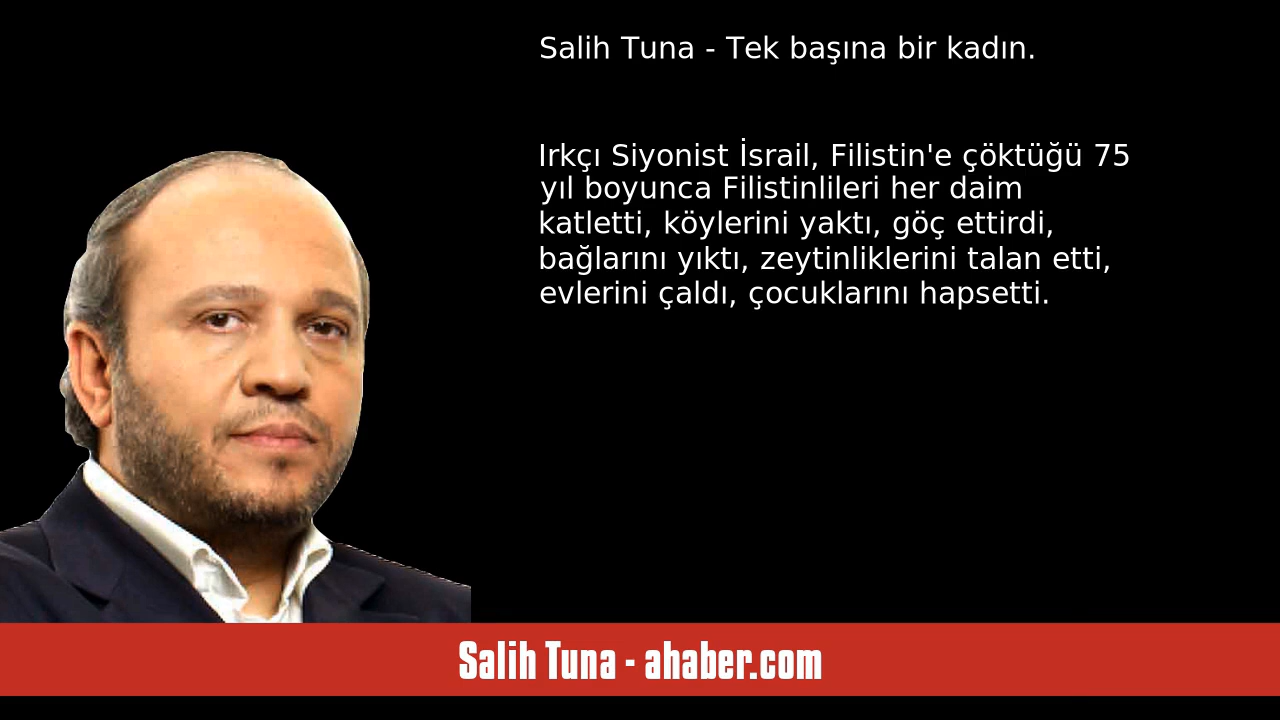 Salih Tuna - Tek başına bir kadın.
Irkçı Siyonist İsrail, Filistin'e çöktüğü 75
yıl boyunca Filistinlileri her daim
katletti, köylerini yaktı, göç ettirdi,
bağlarını yıktı, zeytinliklerini talan etti,
evlerini çaldı, çocuklarını hapsetti.
Salih Tuna - ahaber.com